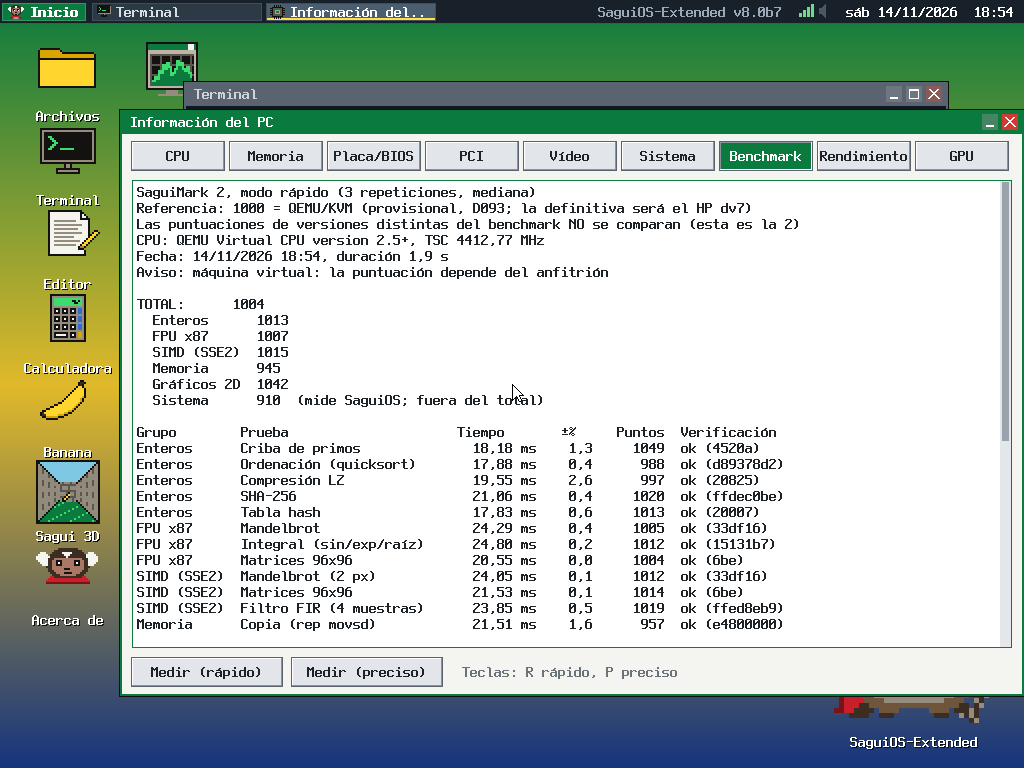 Inicio Terminal Información del.. SaguiOS-Extended v8.0b7 sáb 14/11/2026 18:54
Archivos
Terminal
Editor
Calculadora
Banana
Sagui 3D
Acerca de
Terminal
Información del PC
CPU Memoria Placa/BIOS PCI Vídeo Sistema Benchmark Rendimiento GPU
SaguiMark 2, modo rápido (3 repeticiones, mediana)
Referencia: 1000 = QEMU/KVM (provisional, D093; la definitiva será el HP dv7)
Las puntuaciones de versiones distintas del benchmark NO se comparan (esta es la 2)
CPU: QEMU Virtual CPU version 2.5+, TSC 4412,77 MHz
Fecha: 14/11/2026 18:54, duración 1,9 s
Aviso: máquina virtual: la puntuación depende del anfitrión
TOTAL: 1004
Enteros 1013
FPU x87 1007
SIMD (SSE2) 1015
Memoria 945
Gráficos 2D 1042
Sistema 910 (mide SaguiOS; fuera del total)
Grupo Prueba Tiempo ±% Puntos Verificación
Enteros Criba de primos 18,18 ms 1,3 1049 ok (4520a)
Enteros Ordenación (quicksort) 17,88 ms 0,4 988 ok (d89378d2)
Enteros Compresión LZ 19,55 ms 2,6 997 ok (20825)
Enteros SHA-256 21,06 ms 0,4 1020 ok (ffdec0be)
Enteros Tabla hash 17,83 ms 0,6 1013 ok (20007)
FPU x87 Mandelbrot 24,29 ms 0,4 1005 ok (33df16)
FPU x87 Integral (sin/exp/raíz) 24,80 ms 0,2 1012 ok (15131b7)
FPU x87 Matrices 96x96 20,55 ms 0,0 1004 ok (6be)
SIMD (SSE2) Mandelbrot (2 px) 24,05 ms 0,1 1012 ok (33df16)
SIMD (SSE2) Matrices 96x96 21,53 ms 0,1 1014 ok (6be)
SIMD (SSE2) Filtro FIR (4 muestras) 23,85 ms 0,5 1019 ok (ffed8eb9)
Memoria Copia (rep movsd) 21,51 ms 1,6 957 ok (e4800000)
Medir (rápido) Medir (preciso) Teclas: R rápido, P preciso
SaguiOS-Extended